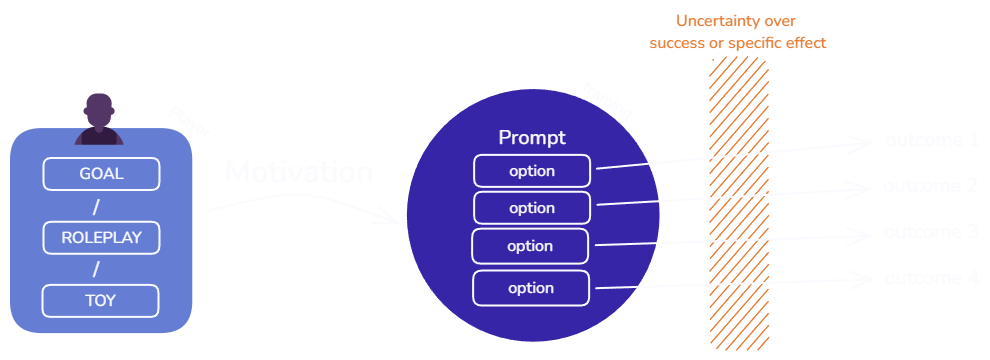 Uncertainty over
success or specific effect
player
GOAL
/
ROLEPLAY
/
TOY
Motivation
Prompt
option
option
option
option
outcome 1
outcome 2
outcome 3
outcome 4